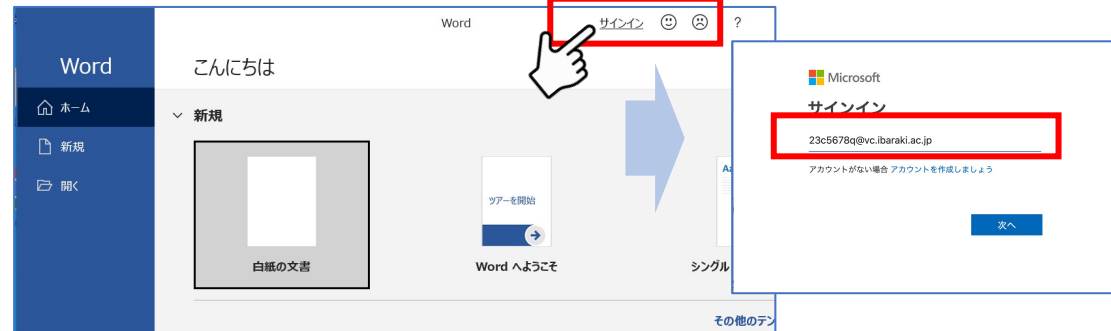 Word
サインイン
?
Word
こんにちは
ホーム
新規
新規
開く
ツアーを開始
白紙の文書
Word へようこそ
シングル
その他のテン
Microsoft
サインイン
23c5678q@vc.ibaraki.ac.jp
アカウントがない場合 アカウントを作成しましょう
次へ